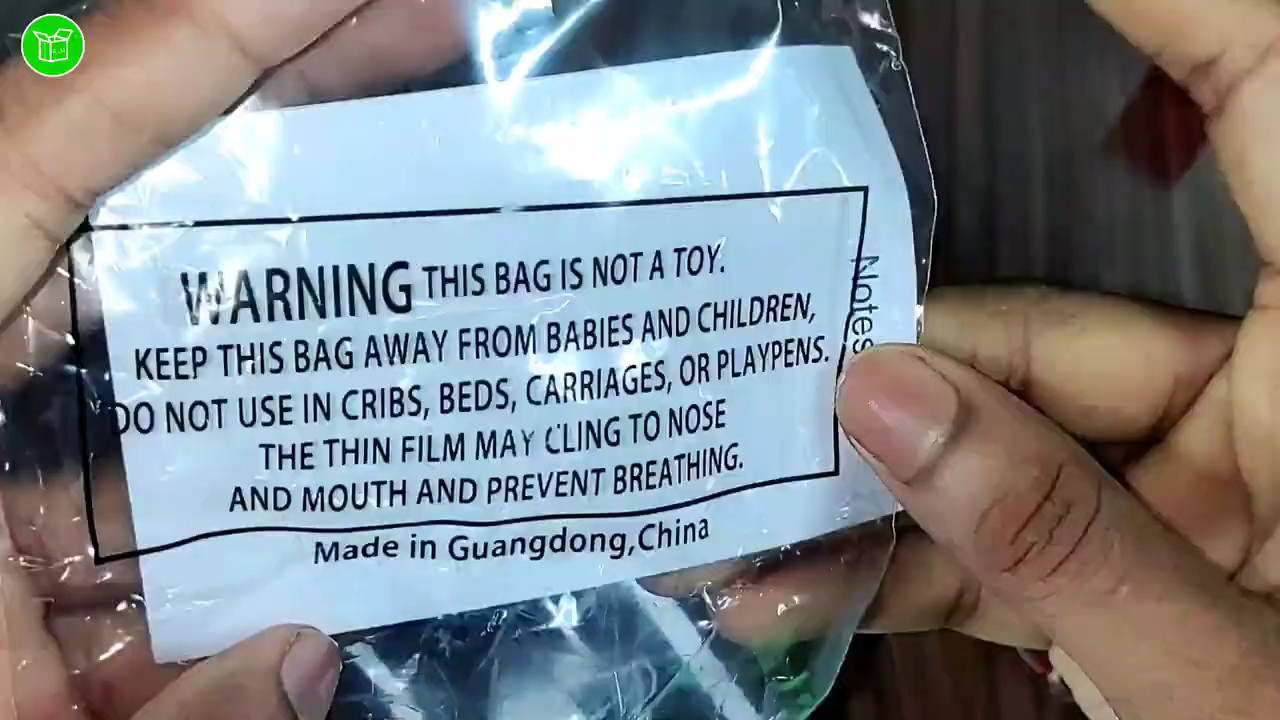 WARNING THIS BAG IS NOT A TOY.
KEEP THIS BAG AWAY FROM BABIES AND CHILDREN,
DO NOT USE IN CRIBS, BEDS, CARRIAGES, OR PLAYPENS.
THE THIN FILM MAY CLING TO NOSE
AND MOUTH AND PREVENT BREATHING.
Made in Guangdong,China
Notes